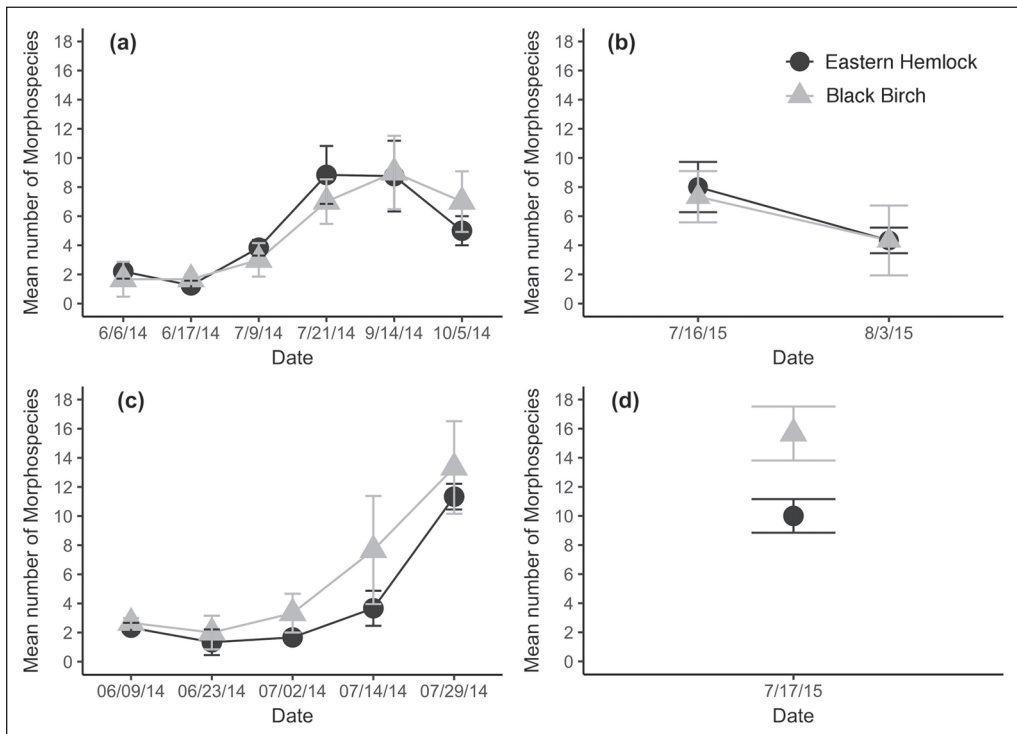 (a)
Mean number of Morphospecies
18
16
14
12
10
8
6
4
2
0
6/6/14 6/17/14 7/9/14 7/21/14 9/14/14 10/5/14
Date
(b)
Eastern Hemlock
Black Birch
Mean number of Morphospecies
18
16
14
12
10
8
6
4
2
0
7/16/15 8/3/15
Date
(c)
Mean number of Morphospecies
18
16
14
12
10
8
6
4
2
0
06/09/14 06/23/14 07/02/14 07/14/14 07/29/14
Date
(d)
Mean number of Morphospecies
18
16
14
12
10
8
6
4
2
0
7/17/15
Date